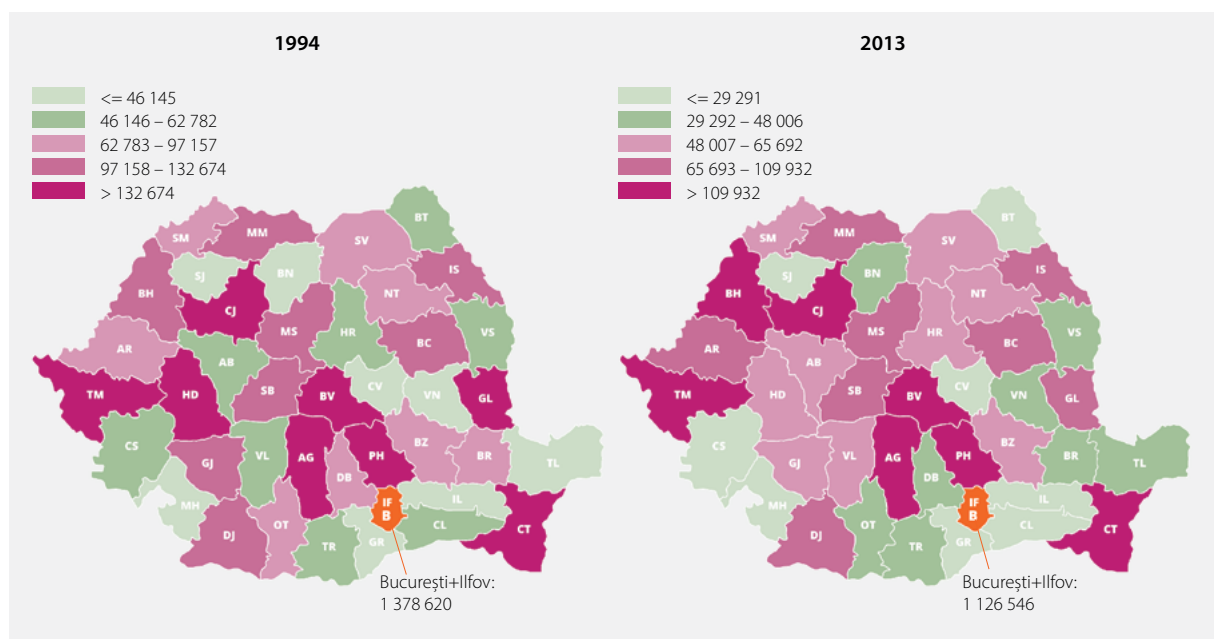 1994
<= 46 145
46 146 – 62 782
62 783 – 97 157
97 158 – 132 674
> 132 674
BT
SM
MM
SV
IS
SJ
BN
BH
NT
CJ
MS
HR
VS
BC
AR
AB
CV
SB
TM
HD
BV
VN
GL
CS
BZ
GJ
VL
AG
PH
BR
TL
DB
MH
IL
IF
B
OT
CL
CT
DJ
TR
GR
București+Ilfov:
1 378 620
2013
<= 29 291
29 292 – 48 006
48 007 – 65 692
65 693 – 109 932
> 109 932
BT
SM
MM
SV
IS
SJ
BN
BH
NT
CJ
MS
HR
VS
BC
AR
AB
CV
SB
TM
HD
BV
VN
GL
CS
BZ
GJ
VL
AG
PH
BR
TL
DB
MH
IL
IF
B
OT
CL
CT
DJ
TR
GR
București+Ilfov:
1 126 546